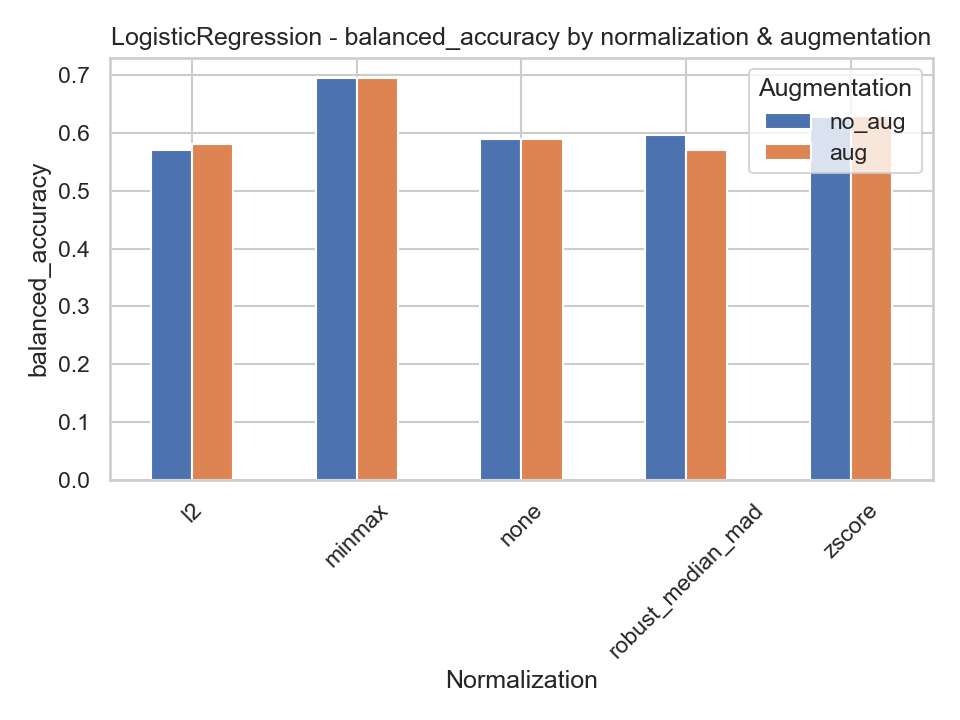 LogisticRegression - balanced_accuracy by normalization & augmentation
Augmentation
no_aug
aug
balanced_accuracy
0.7
0.6
0.5
0.4
0.3
0.2
0.1
0.0
l2
minmax
none
robust_median_mad
zscore
Normalization